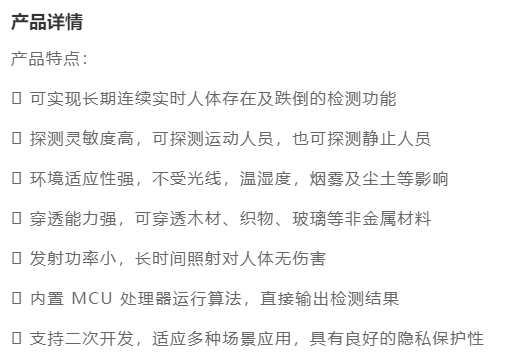 产品详情
产品特点：
▯ 可实现长期连续实时人体存在及跌倒的检测功能
▯ 探测灵敏度高，可探测运动人员，也可探测静止人员
▯ 环境适应性强，不受光线，温湿度，烟雾及尘土等影响
▯ 穿透能力强，可穿透木材、织物、玻璃等非金属材料
▯ 发射功率小，长时间照射对人体无伤害
▯ 内置 MCU 处理器运行算法，直接输出检测结果
▯ 支持二次开发，适应多种场景应用，具有良好的隐私保护性